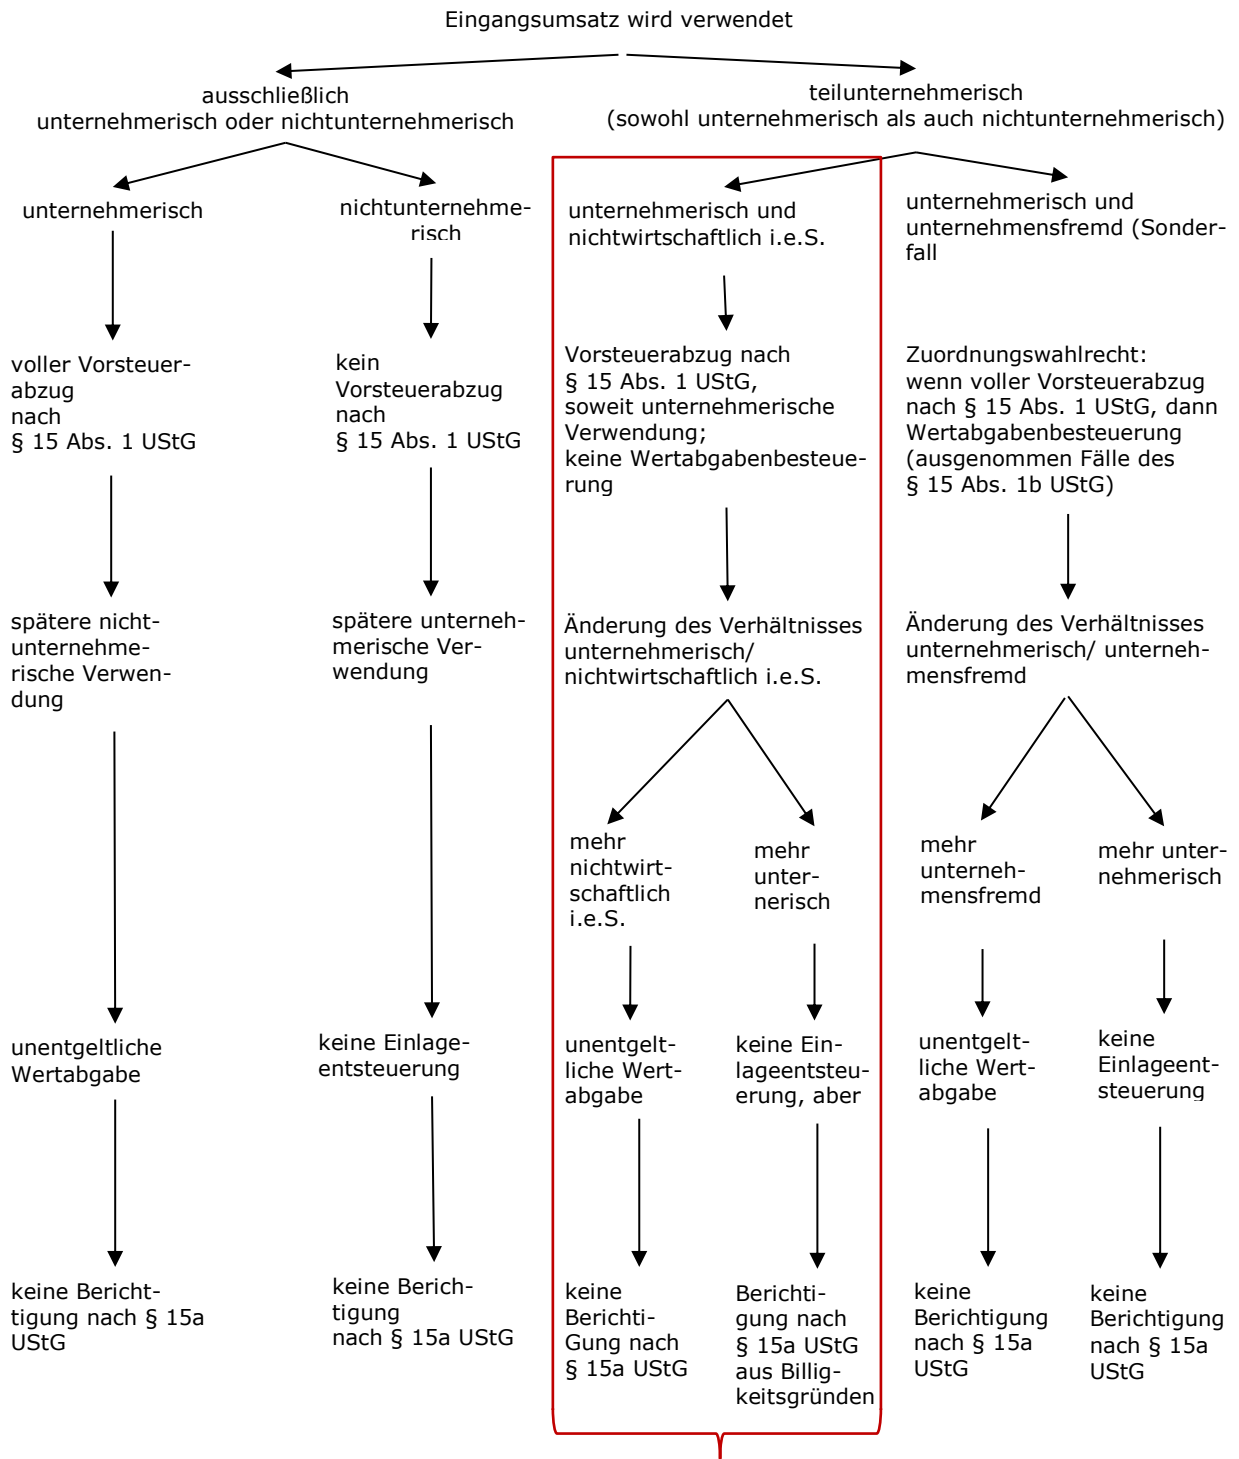 Eingangsumsatz wird verwendet
ausschließlich
unternehmerisch oder nichtunternehmerisch
teilunternehmerisch
(sowohl unternehmerisch als auch nichtunternehmerisch)
unternehmerisch
nichtunternehme-
risch
unternehmerisch und
nichtwirtschaftlich i.e.S.
unternehmerisch und
unternehmensfremd (Sonder-
fall
voller Vorsteuer-
abzug
nach
§ 15 Abs. 1 UStG
kein
Vorsteuerabzug
nach
§ 15 Abs. 1 UStG
Vorsteuerabzug nach
§ 15 Abs. 1 UStG,
soweit unternehmerische
Verwendung;
keine Wertabgabenbesteue-
rung
Zuordnungswahlrecht:
wenn voller Vorsteuerabzug
nach § 15 Abs. 1 UStG, dann
Wertabgabenbesteuerung
(ausgenommen Fälle des
§ 15 Abs. 1b UStG)
spätere nicht-
unternehme-
rische Verwen-
dung
spätere unterneh-
merische Ver-
wendung
Änderung des Verhältnisses
unternehmerisch/
nichtwirtschaftlich i.e.S.
Änderung des Verhältnisses
unternehmerisch/ unterneh-
mensfremd
mehr
nichtwirt-
schaftlich
i.e.S.
mehr
unter-
nerisch
mehr
unterneh-
mensfremd
mehr unter-
nehmerisch
unentgeltliche
Wertabgabe
keine Einlage-
entsteuerung
unentgelt-
liche Wert-
abgabe
keine Ein-
lageentsteu-
erung, aber
unentgelt-
liche Wert-
abgabe
keine
Einlageent-
steuerung
keine Bericht-
tigung nach § 15a
UStG
keine Berich-
tigung
nach § 15a UStG
keine
Berichti-
Gung nach
§ 15a UStG
Berichti-
gung nach
§ 15a UStG
aus Billig-
keitsgründen
keine
Berichtigung
nach § 15a
UStG
keine
Berichtigung
nach § 15a
UStG